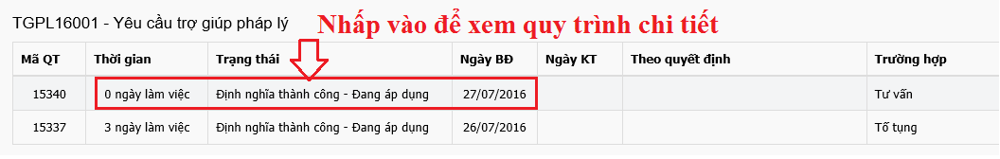 TGPL16001 - Yêu cầu trợ giúp pháp lý Nhấp vào để xem quy trình chi tiết
Mã QT Thời gian Trạng thái Ngày BĐ Ngày KT Theo quyết định Trường hợp
15340 0 ngày làm việc Định nghĩa thành công - Đang áp dụng 27/07/2016 Tư vấn
15337 3 ngày làm việc Định nghĩa thành công - Đang áp dụng 26/07/2016 Tố tụng